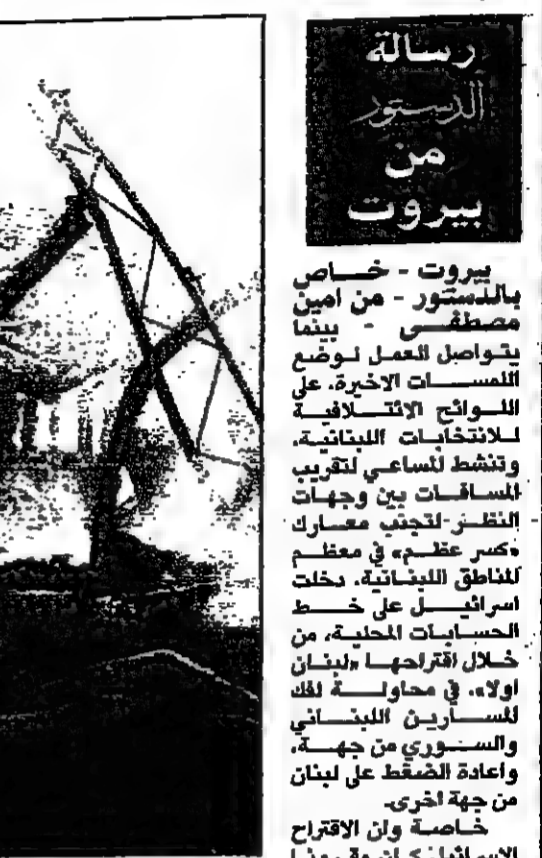 رسالة
الدستور
من
بيروت
بيروت - خاص
بالدستور - من امين
مصطفى - بينما
يتواصل العمل لوضع
اللمسات الاخيرة، على
اللوائح الائتلافية
للانتخابات اللبنانية،
وتنشط المساعي لتقريب
المسافات بين وجهات
النظر لتجنب معارك
«كسر عظم» في معظم
المناطق اللبنانية، دخلت
اسرائيل على خط
الحسابات المحلية، من
خلال اقتراحها «لبنان
اولا»، في محاولة لفك
المسارين اللبناني
والسوري من جهة،
واعادة الضغط على لبنان
من جهة اخرى.
خاصة وان الاقتراح